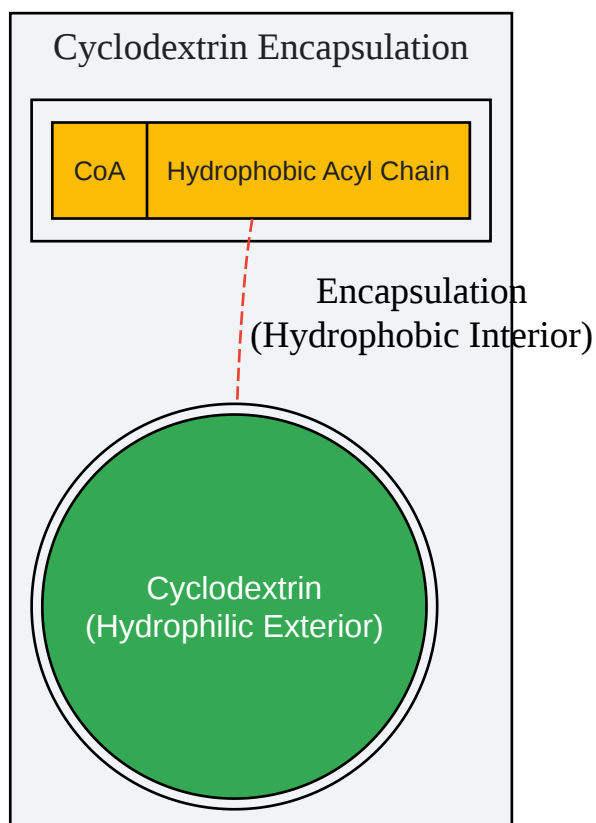 Cyclodextrin Encapsulation
CoA
Hydrophobic Acyl Chain
Encapsulation
(Hydrophobic Interior)
Cyclodextrin
(Hydrophilic Exterior)